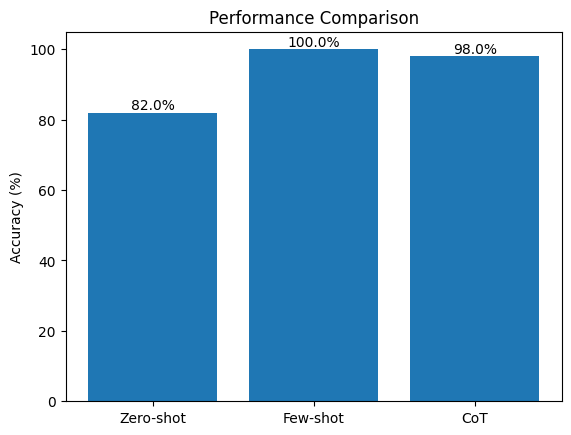 Performance Comparison
Accuracy (%)
100
80
60
40
20
0
82.0%
100.0%
98.0%
Zero-shot
Few-shot
CoT